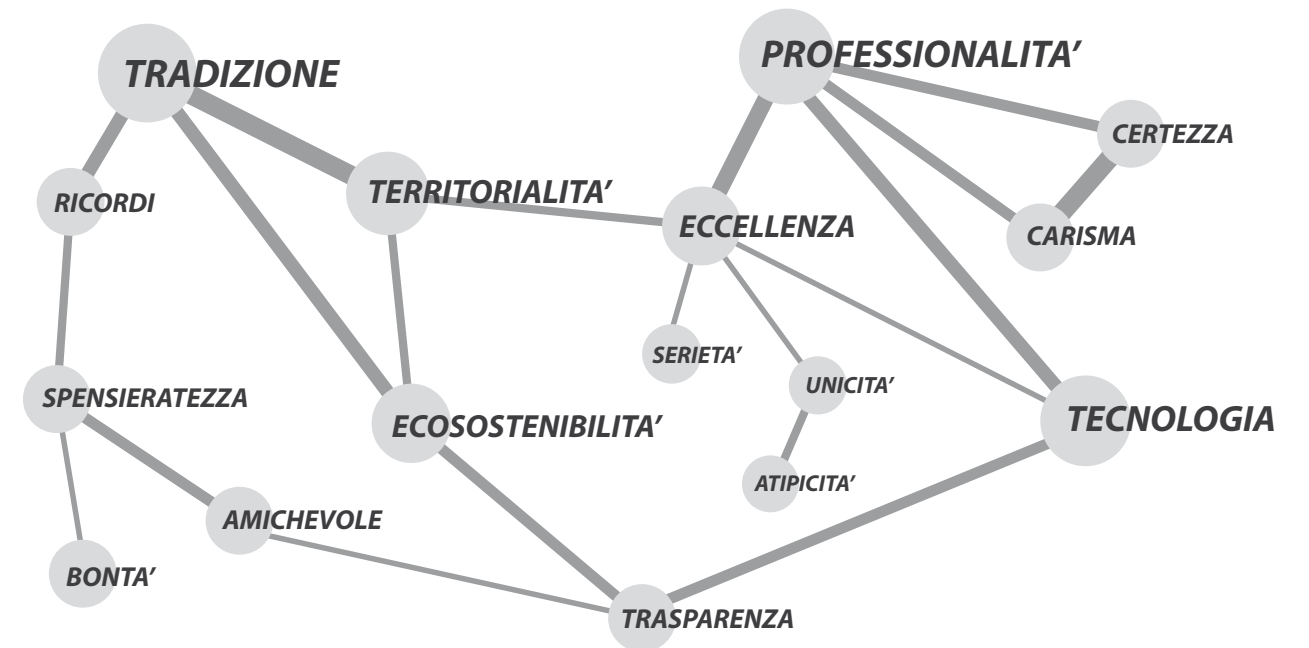 TRADIZIONE
PROFESSIONALITA’
CERTEZZA
RICORDI
TERRITORIALITA’
ECCELLENZA
CARISMA
SERIETA’
UNICITA’
SPENSIERATEZZA
ECOSOSTENIBILITA’
TECNOLOGIA
ATIPICITA’
AMICHEVOLE
BONTA’
TRASPARENZA